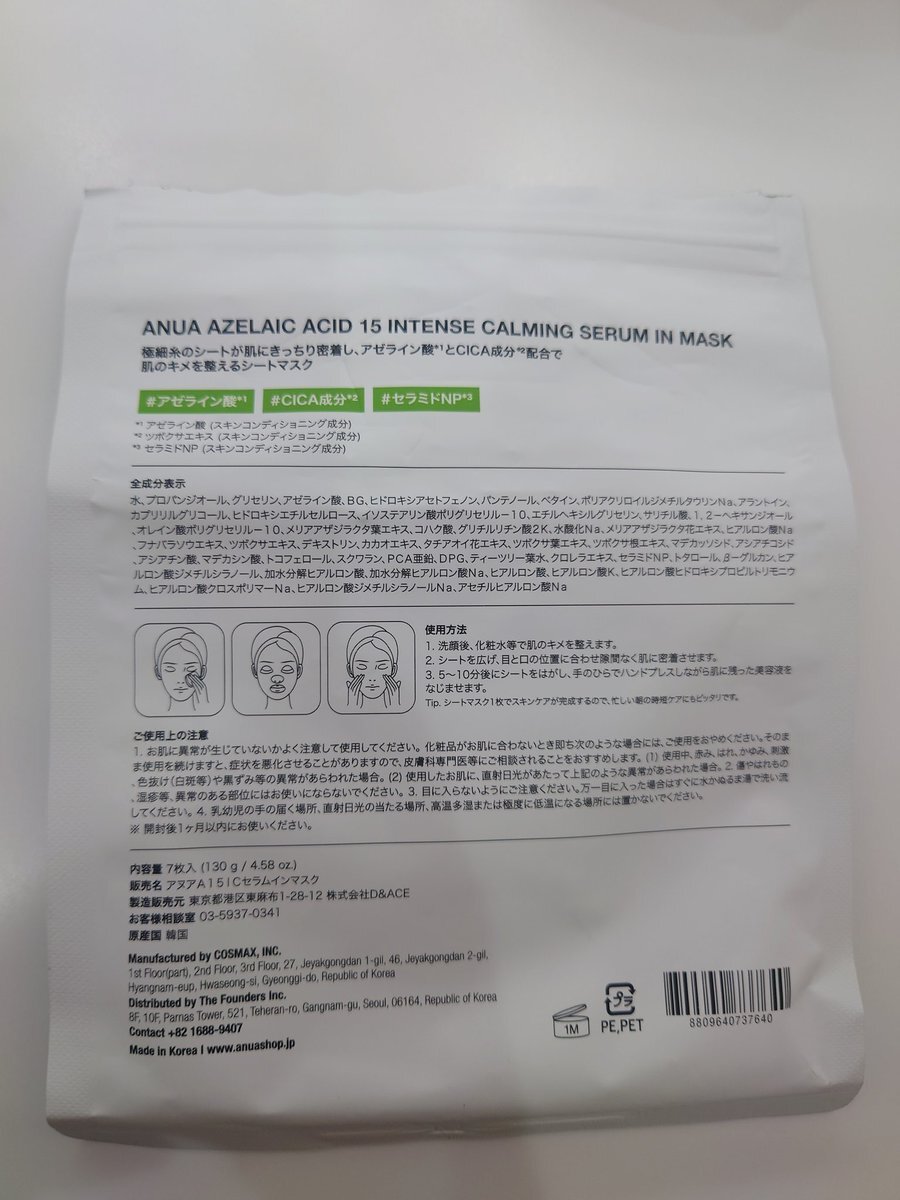 ANUA AZELAIC ACID 15 INTENSE CALMING SERUM IN MASK
極細糸のシートが肌にきっちり密着し、アゼライン酸*1とCICA成分*2配合で
肌のキメを整えるシートマスク
#アゼライン酸*1 #CICA成分*2 #セラミドNP*3
*1 アゼライン酸 (スキンコンディショニング成分)
*2 ツボクサエキス (スキンコンディショニング成分)
*3 セラミドNP (スキンコンディショニング成分)
全成分表示
水、プロパンジオール、グリセリン、アゼライン酸、BG、ヒドロキシアセトフェノン、パンテノール、ベタイン、ポリアクリロイルジメチルタウリンNa、アラントイン、
カプリリルグリコール、ヒドロキシエチルセルロース、イソステアリン酸ポリグリセリル-10、エチルヘキシルグリセリン、サリチル酸、1,2-ヘキサンジオール
、オレイン酸ポリグリセリル-10、メリアアザジラクタ葉エキス、コハク酸、グリチルリチン酸2K、水酸化Na、メリアアザジラクタ花エキス、ヒアルロン酸Na
、フナバラソウエキス、ツボクサエキス、デキストリン、カカオエキス、タチアオイ花エキス、ツボクサ葉エキス、ツボクサ根エキス、マデカッソシド、アシアチコシド
、アシアチン酸、マデカシン酸、トコフェロール、スクワラン、PCA亜鉛、DPG、ティーツリー葉水、クロレラエキス、セラミドNP、トタロール、β-グルカン、ヒア
ルロン酸ジメチルシラノール、加水分解ヒアルロン酸、加水分解ヒアルロン酸Na、ヒアルロン酸、ヒアルロン酸K、ヒアルロン酸ヒドロキシプロピルトリモニウ
ム、ヒアルロン酸クロスポリマーNa、ヒアルロン酸ジメチルシラノールNa、アセチルヒアルロン酸Na
使用方法
1. 洗顔後、化粧水等で肌のキメを整えます。
2. シートを広げ、目と口の位置に合わせ隙間なく肌に密着させます。
3. 5~10分後にシートをはがし、手のひらでハンドプレスしながら肌に残った美容液を
なじませます。
Tip. シートマスク1枚でスキンケアが完成するので、忙しい朝の時短ケアにもピッタリです。
ご使用上の注意
1. お肌に異常が生じていないかよく注意して使用してください。化粧品がお肌に合わないとき即ち次のような場合には、ご使用をおやめください。そのま
ま使用を続けますと、症状を悪化させることがありますので、皮膚科専門医等にご相談されることをおすすめします。(1) 使用中、赤み、はれ、かゆみ、刺激
、色抜け(白斑等)や黒ずみ等の異常があらわれた場合。(2) 使用したお肌に、直射日光があたって上記のような異常があらわれた場合。2. 傷やはれもの
、湿疹等、異常のある部位にはお使いにならないでください。3. 目に入らないようにご注意ください。万一目に入った場合はすぐに水かぬるま湯で洗い流
してください。4. 乳幼児の手の届く場所、直射日光の当たる場所、高温多湿または極度に低温になる場所には置かないでください。
※ 開封後1ヶ月以内にお使いください。
内容量 7枚入 (130 g / 4.58 oz.)
販売名 アヌアA15ICセラムインマスク
製造販売元 東京都港区東麻布1-28-12 株式会社D&ACE
お客様相談室 03-5937-0341
原産国 韓国
Manufactured by COSMAX, INC.
1st Floor(part), 2nd Floor, 3rd Floor, 27, Jeyakgongdan 1-gil, 46, Jeyakgongdan 2-gil,
Hyangnam-eup, Hwaseong-si, Gyeonggi-do, Republic of Korea
Distributed by The Founders Inc.
8F, 10F, Parnas Tower, 521, Teheran-ro, Gangnam-gu, Seoul, 06164, Republic of Korea
Contact +82 1688-9407
Made in Korea I www.anuashop.jp
1M
プラ
PE,PET
8809640737640